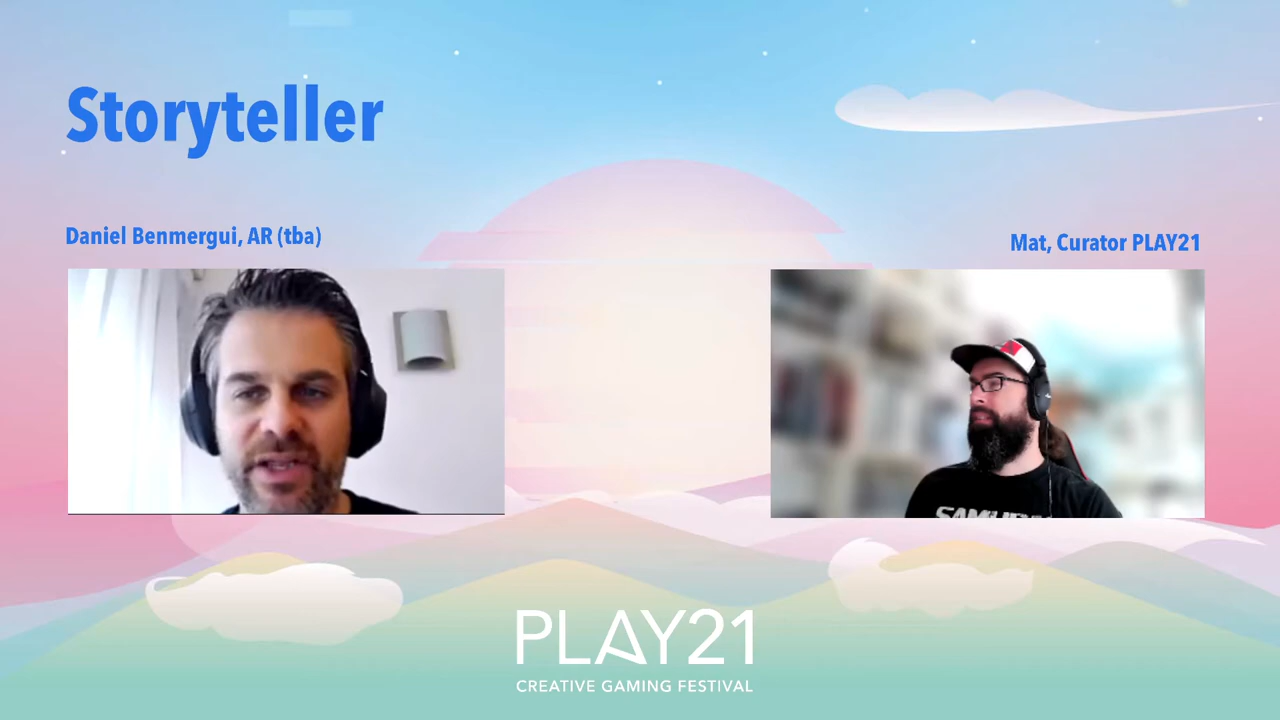 Storyteller
Daniel Benmergui, AR (tba)
Mat, Curator PLAY21
PLAY21
CREATIVE GAMING FESTIVAL